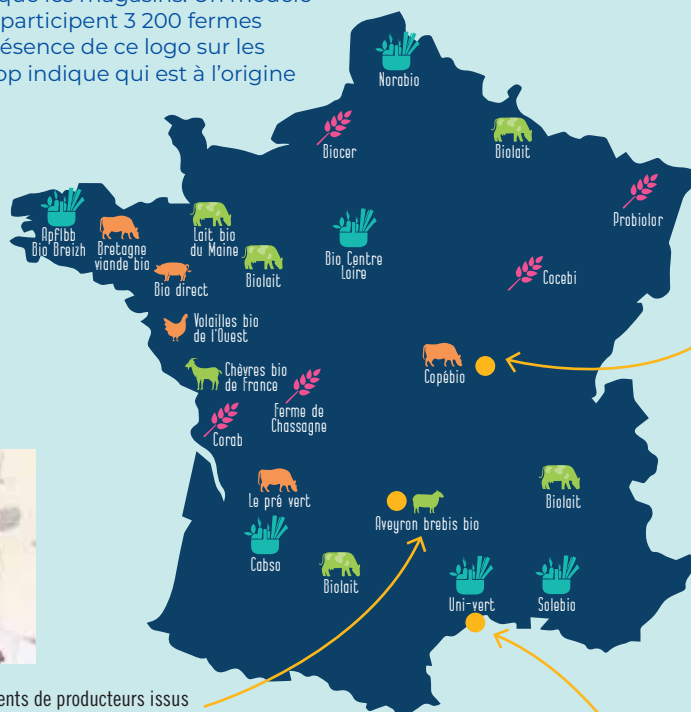 que les magasins. Un modèle
participent 3 200 fermes
ésence de ce logo sur les
op indique qui est à l'origine
Norabio
Biocer
Biolait
Probiolor
Apflbb
Bio Breizh
Bretagne
viande bio
Lait bio
du Maine
Biolait
Bio Centre
Loire
Bio direct
Cocebi
Volailles bio
de l'Ouest
Chèvres bio
de France
Copébio
Ferme de
Chassagne
Corab
Le pré vert
Aveyron brebis bio
Biolait
Cabso
Biolait
Uni-vert
Solebio
ents de producteurs issus